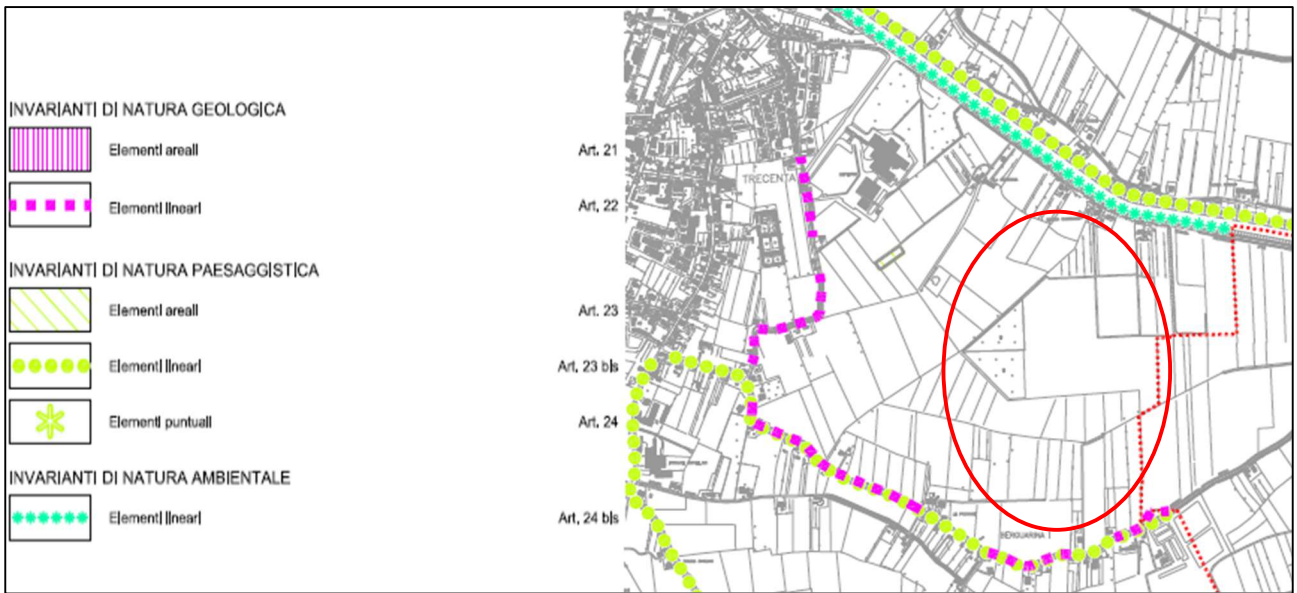 INVARIANTI DI NATURA GEOLOGICA
Elementi areali Art. 21
Elementi lineari Art. 22
INVARIANTI DI NATURA PAESAGGISTICA
Elementi areali Art. 23
Elementi lineari Art. 23 bis
Elementi puntuali Art. 24
INVARIANTI DI NATURA AMBIENTALE
Elementi lineari Art. 24 bis
TRECENTA
BERGUARINA I